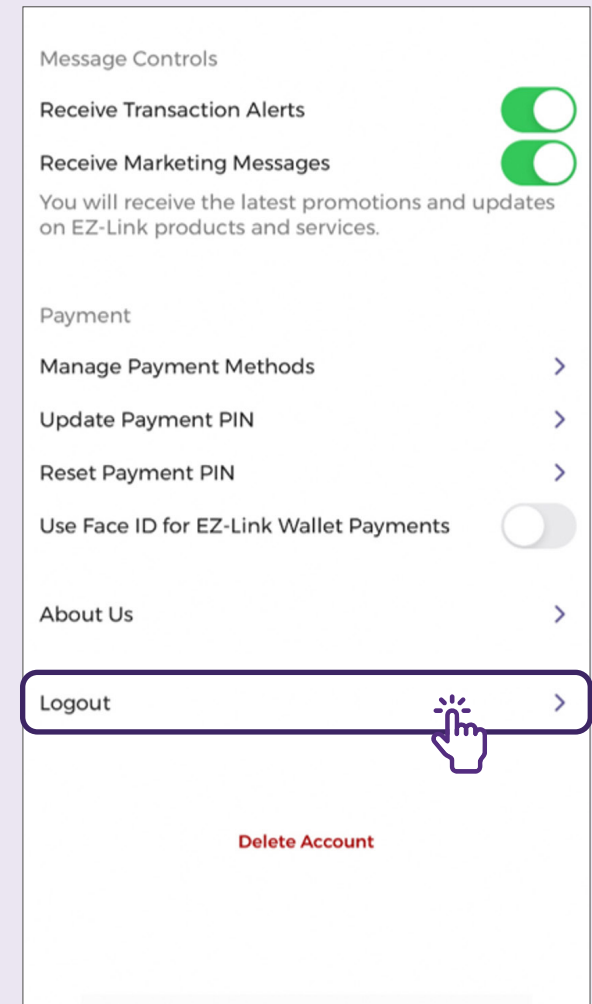 Message Controls
Receive Transaction Alerts
Receive Marketing Messages
You will receive the latest promotions and updates
on EZ-Link products and services.
Payment
Manage Payment Methods
Update Payment PIN
Reset Payment PIN
Use Face ID for EZ-Link Wallet Payments
About Us
Logout
Delete Account